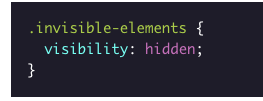 .invisible-elements {
  visibility: hidden;
}